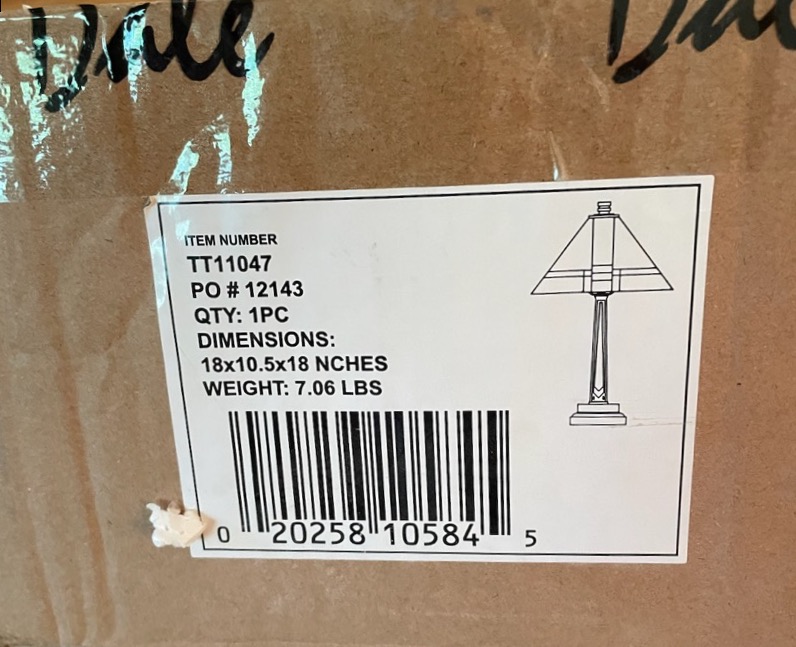 Dale
ITEM NUMBER
TT11047
PO # 12143
QTY: 1PC
DIMENSIONS:
18x10.5x18 NCHES
WEIGHT: 7.06 LBS
0 20258 10584 5